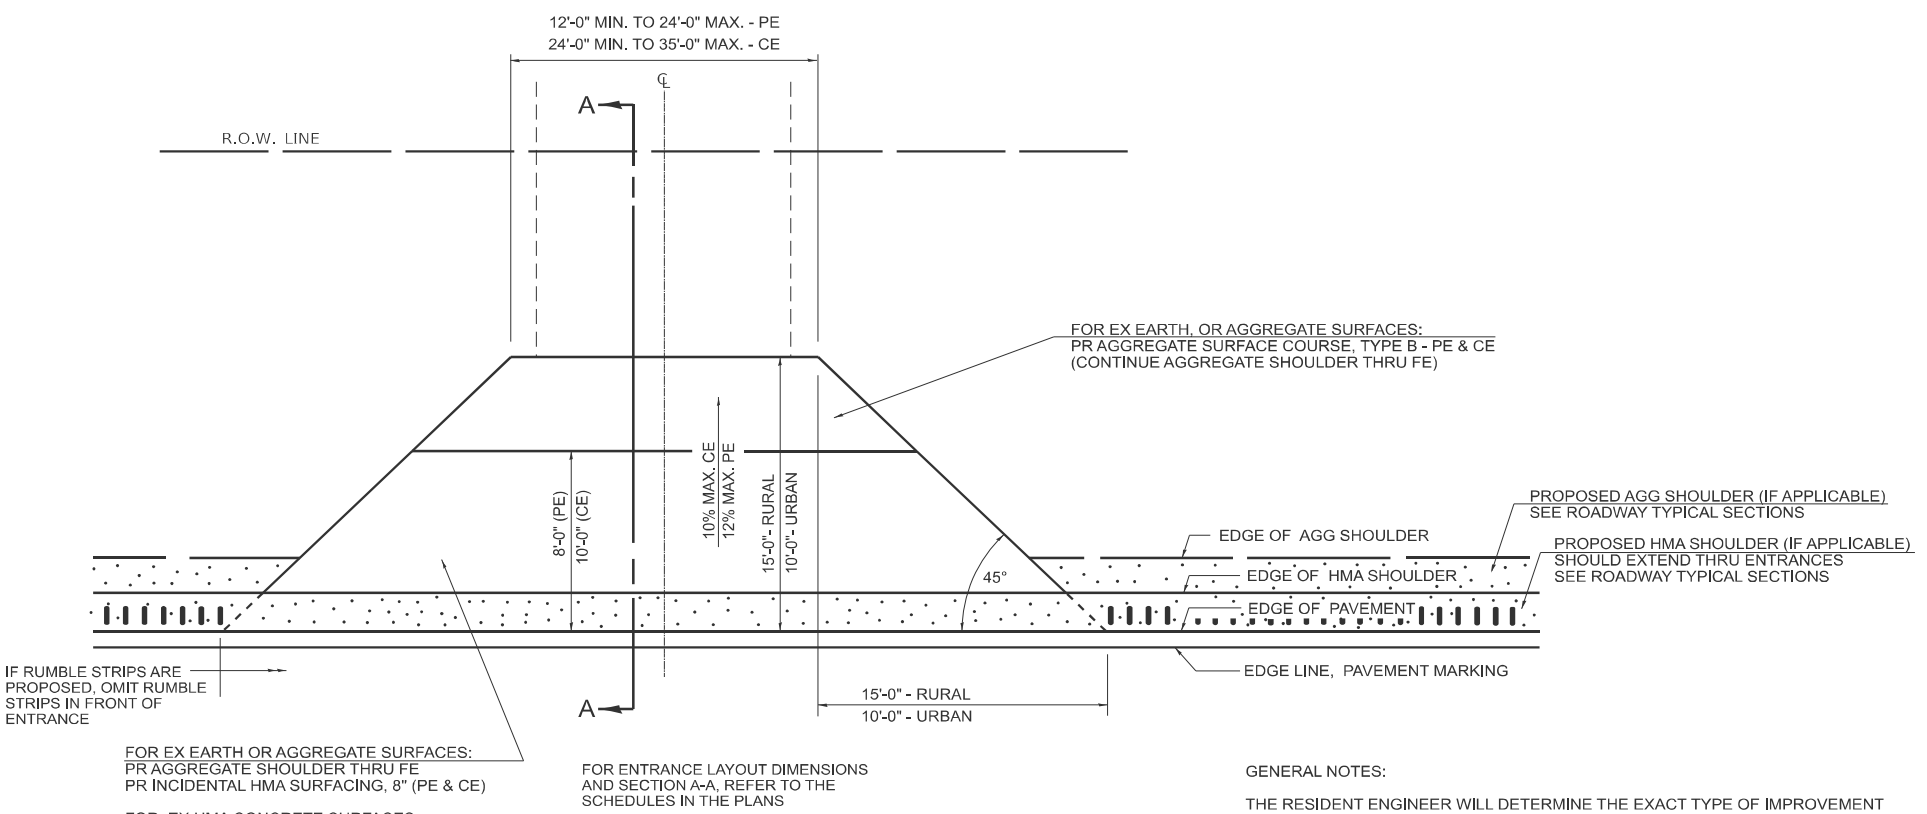 12'-0" MIN. TO 24'-0" MAX. - PE
24'-0" MIN. TO 35'-0" MAX. - CE
℄
A
R.O.W. LINE
FOR EX EARTH, OR AGGREGATE SURFACES:
PR AGGREGATE SURFACE COURSE, TYPE B - PE & CE
(CONTINUE AGGREGATE SHOULDER THRU FE)
8'-0" (PE)
10'-0" (CE)
10% MAX. CE
12% MAX. PE
15'-0"- RURAL
10'-0"- URBAN
45°
EDGE OF AGG SHOULDER
EDGE OF HMA SHOULDER
EDGE OF PAVEMENT
PROPOSED AGG SHOULDER (IF APPLICABLE)
SEE ROADWAY TYPICAL SECTIONS
PROPOSED HMA SHOULDER (IF APPLICABLE)
SHOULD EXTEND THRU ENTRANCES
SEE ROADWAY TYPICAL SECTIONS
IF RUMBLE STRIPS ARE
PROPOSED, OMIT RUMBLE
STRIPS IN FRONT OF
ENTRANCE
EDGE LINE, PAVEMENT MARKING
15'-0" - RURAL
10'-0" - URBAN
A
FOR EX EARTH OR AGGREGATE SURFACES:
PR AGGREGATE SHOULDER THRU FE
PR INCIDENTAL HMA SURFACING, 8" (PE & CE)
FOR ENTRANCE LAYOUT DIMENSIONS
AND SECTION A-A, REFER TO THE
SCHEDULES IN THE PLANS
GENERAL NOTES:
THE RESIDENT ENGINEER WILL DETERMINE THE EXACT TYPE OF IMPROVEMENT